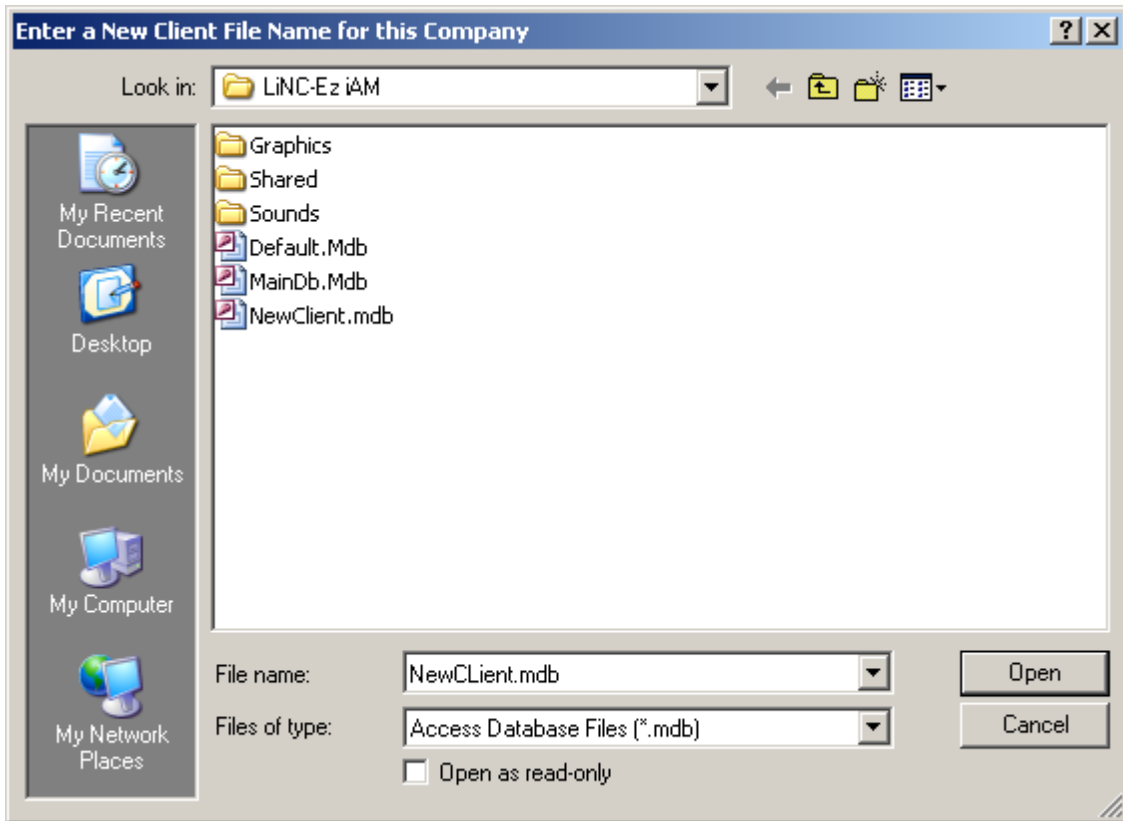 Enter a New Client File Name for this Company
Look in:
LiNC-Ez iAM
My Recent
Documents
Desktop
My Documents
My Computer
My Network
Places
Graphics
Shared
Sounds
Default.Mdb
MainDb.Mdb
NewClient.mdb
File name:
NewCLient.mdb
Open
Files of type:
Access Database Files (*.mdb)
Cancel
Open as read-only